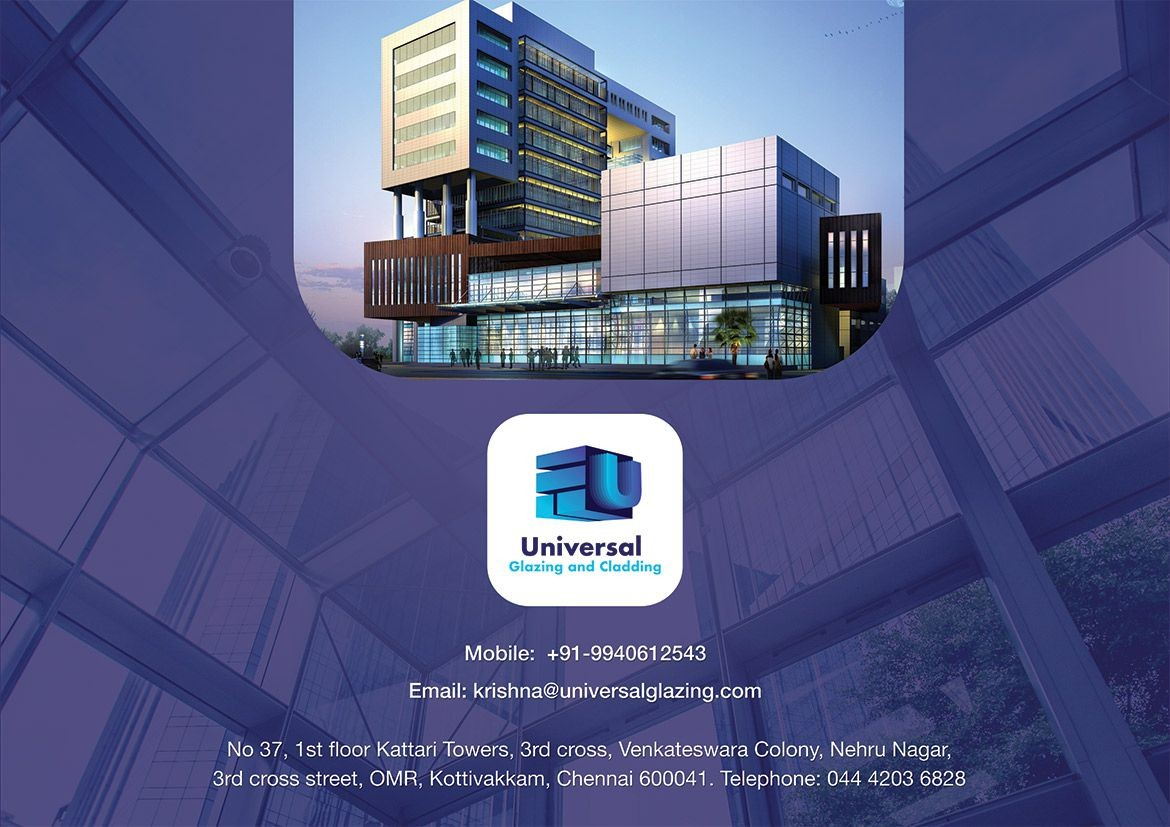 Universal
Glazing and Cladding
Mobile: +91-9940612543
Email: krishna@universalglazing.com
No 37, 1st floor Kattari Towers, 3rd cross, Venkateswara Colony, Nehru Nagar,
3rd cross street, OMR, Kottivakkam, Chennai 600041. Telephone: 044 4203 6828